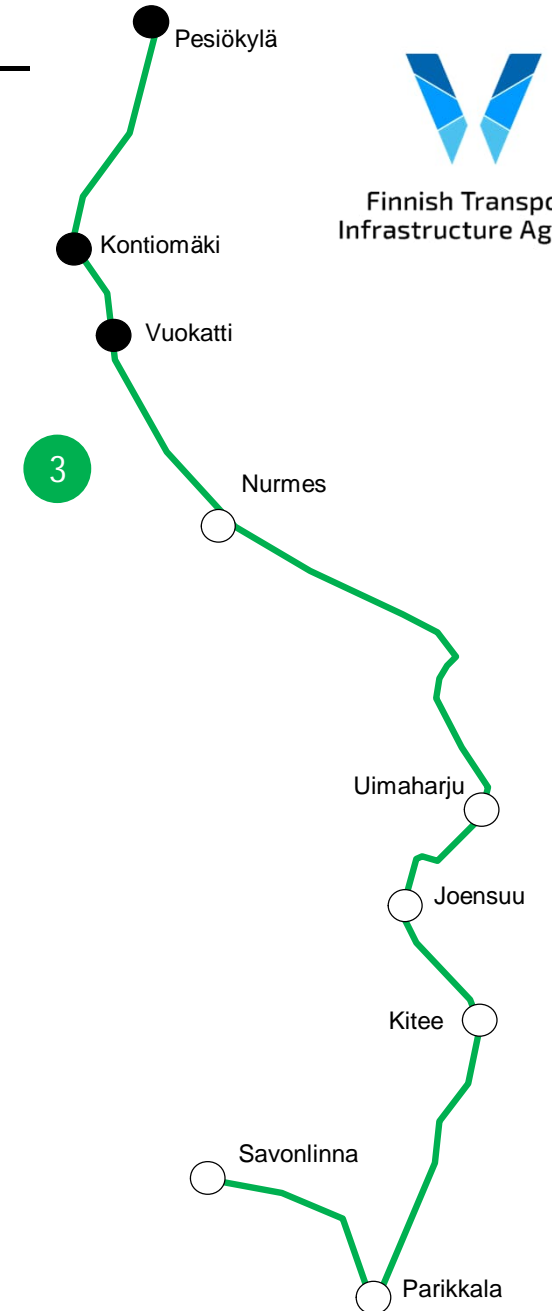 Pesiökylä
Finnish Transpo
Infrastructure Ag
Kontiomäki
Vuokatti
3
Nurmes
Uimaharju
Joensuu
Kitee
Savonlinna
Parikkala